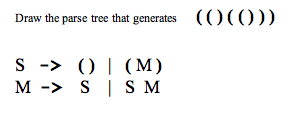 Draw the parse tree that generates (()(()))
S -> () | (M)
M -> S | S M